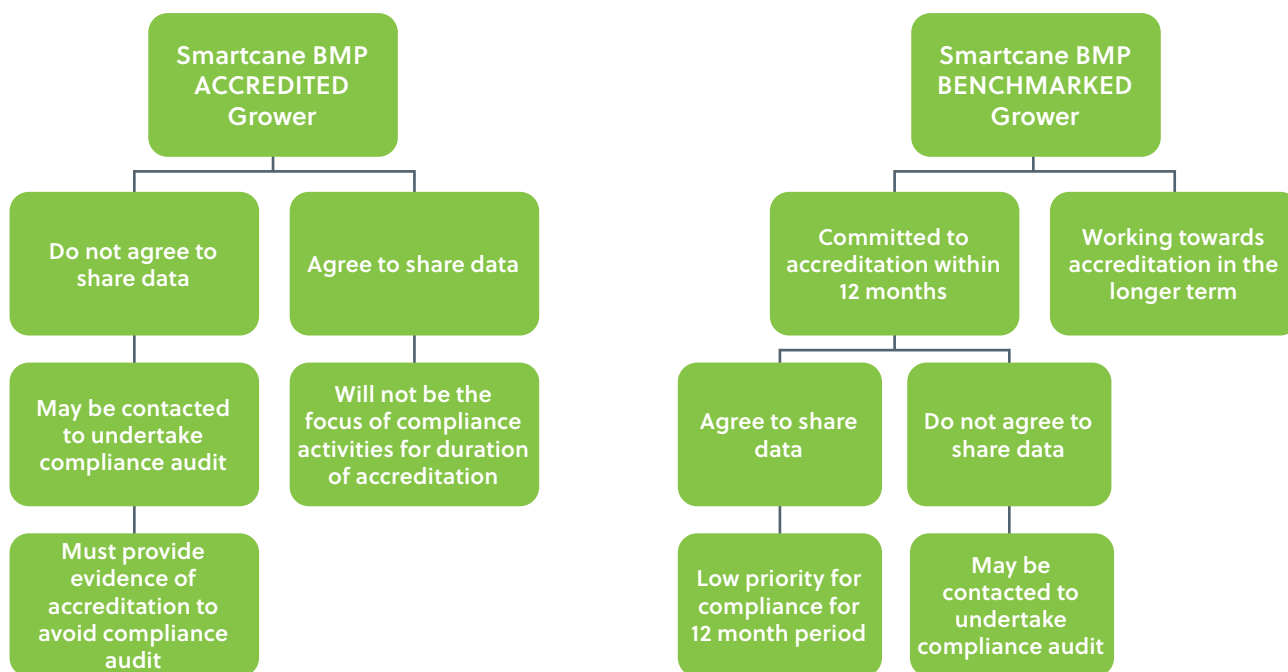 Smartcane BMP
ACCREDITED
Grower
Do not agree to
share data
Agree to share data
May be contacted
to undertake
compliance audit
Will not be the
focus of compliance
activities for duration
of accreditation
Must provide
evidence of
accreditation to
avoid compliance
audit
Smartcane BMP
BENCHMARKED
Grower
Committed to
accreditation within
12 months
Working towards
accreditation in the
longer term
Agree to share
data
Do not agree to
share data
Low priority for
compliance for
12 month period
May be
contacted to
undertake
compliance audit